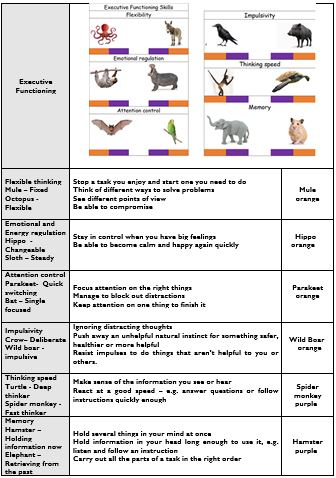 Executive
Functioning
Executive Functioning Skills
Flexibility
Emotional regulation
Attention control
Impulsivity
Thinking speed
Memory
Flexible thinking
Mule – Fixed
Octopus -
Flexible
Stop a task you enjoy and start one you need to do
Think of different ways to solve problems
See different points of view
Be able to compromise
Mule
orange
Emotional and
Energy regulation
Hippo -
Changeable
Sloth – Steady
Stay in control when you have big feelings
Be able to become calm and happy again quickly
Hippo
orange
Attention control
Parakeet- Quick
switching
Bat – Single
focused
Focus attention on the right things
Manage to block out distractions
Keep attention on one thing to finish it
Parakeet
orange
Impulsivity
Crow– Deliberate
Wild boar -
impulsive
Ignoring distracting thoughts
Push away an unhelpful natural instinct for something safer,
healthier or more helpful
Resist impulses to do things that aren't helpful to you or
others.
Wild Boar
orange
Thinking speed
Turtle - Deep
thinker
Spider monkey -
Fast thinker
Make sense of the information you see or hear
React at a good speed – e.g. answer questions or follow
instructions quickly enough
Spider
monkey
purple
Memory
Hamster –
Holding
information now
Elephant –
Retrieving from
the past
Hold several things in your mind at once
Hold information in your head long enough to use it, e.g.
listen and follow an instruction
Carry out all the parts of a task in the right order
Hamster
purple